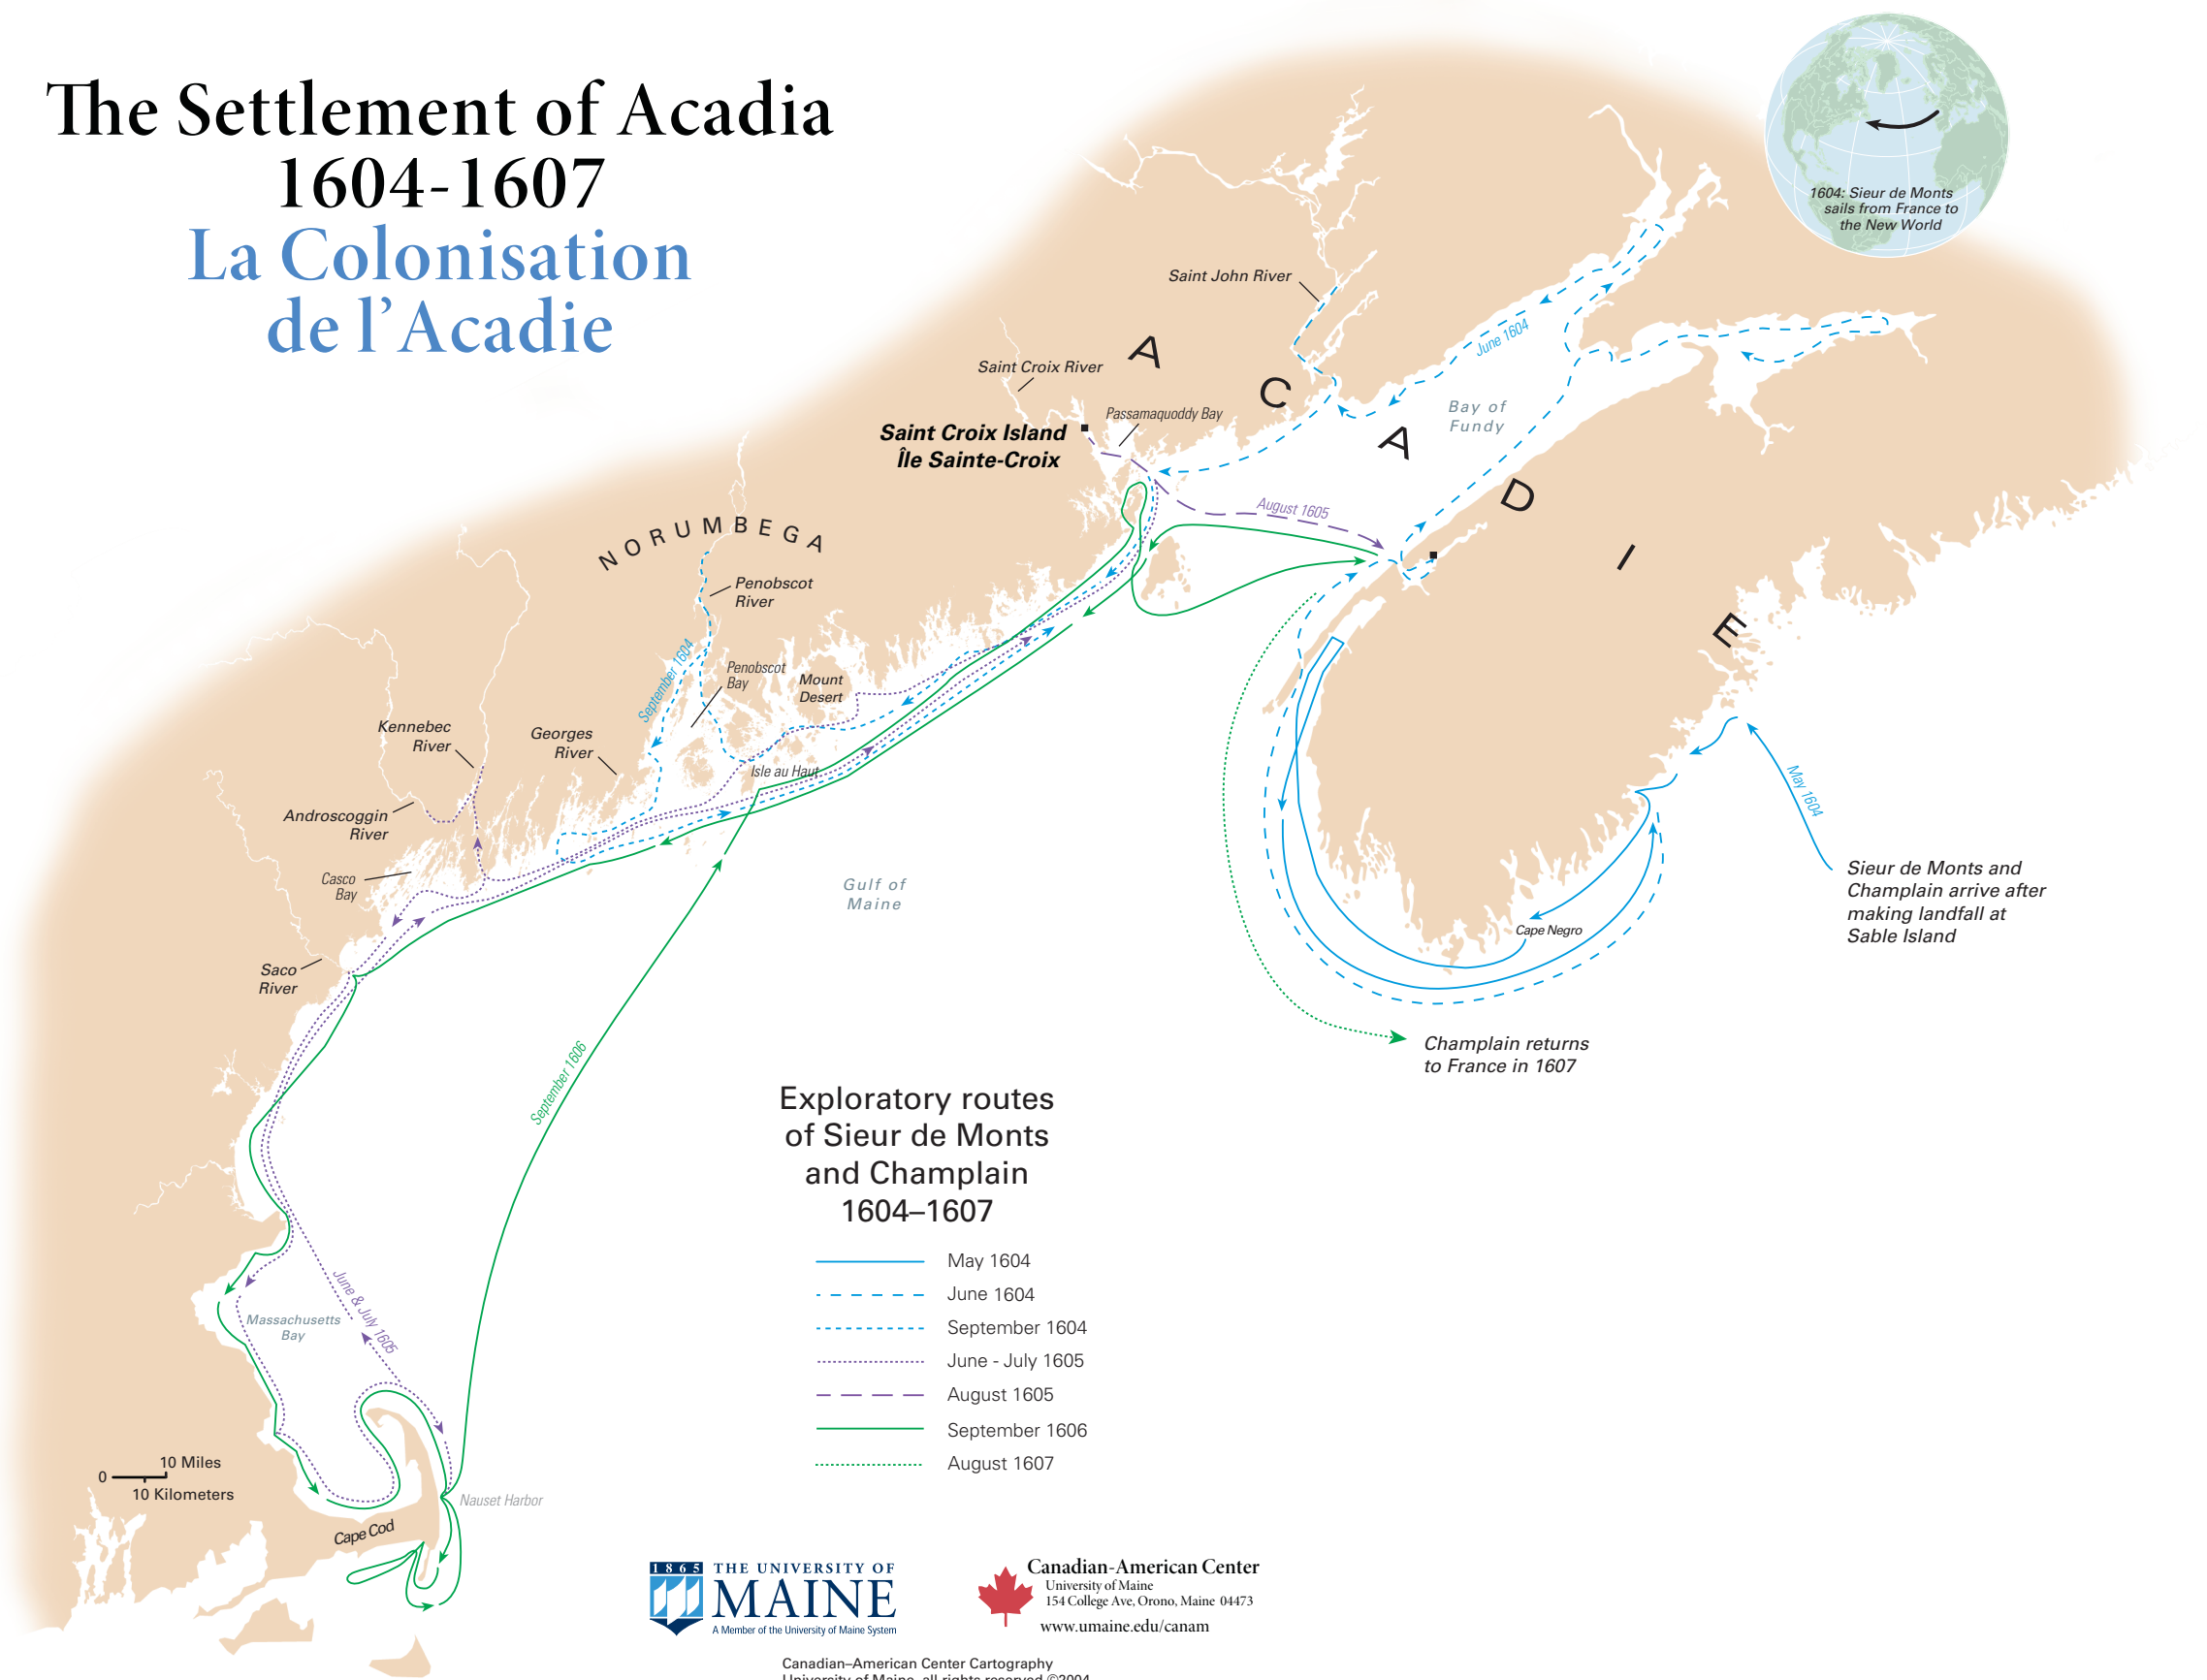 The Settlement of Acadia
1604-1607
La Colonisation
de l’Acadie
1604: Sieur de Monts
sails from France to
the New World
Saint John River
June 1604
A
C
A
D
I
E
Saint Croix River
Passamaquoddy Bay
Bay of
Fundy
Saint Croix Island
Île Sainte-Croix
August 1605
NORUMBEGA
Penobscot
River
September 1604
Penobscot
Bay
Mount
Desert
Kennebec
River
Georges
River
Isle au Haut
May 1604
Androscoggin
River
Casco
Bay
Gulf of
Maine
Sieur de Monts and
Champlain arrive after
making landfall at
Sable Island
Cape Negro
Saco
River
Champlain returns
to France in 1607
September 1606
Exploratory routes
of Sieur de Monts
and Champlain
1604–1607
May 1604
June 1604
September 1604
June - July 1605
August 1605
September 1606
August 1607
June & July 1605
Massachusetts
Bay
10 Miles
0
10 Kilometers
Nauset Harbor
Cape Cod
1865
THE UNIVERSITY OF
MAINE
A Member of the University of Maine System
Canadian-American Center
University of Maine
154 College Ave, Orono, Maine 04473
www.umaine.edu/canam
Canadian–American Center Cartography
University of Maine, all rights reserved ©2004